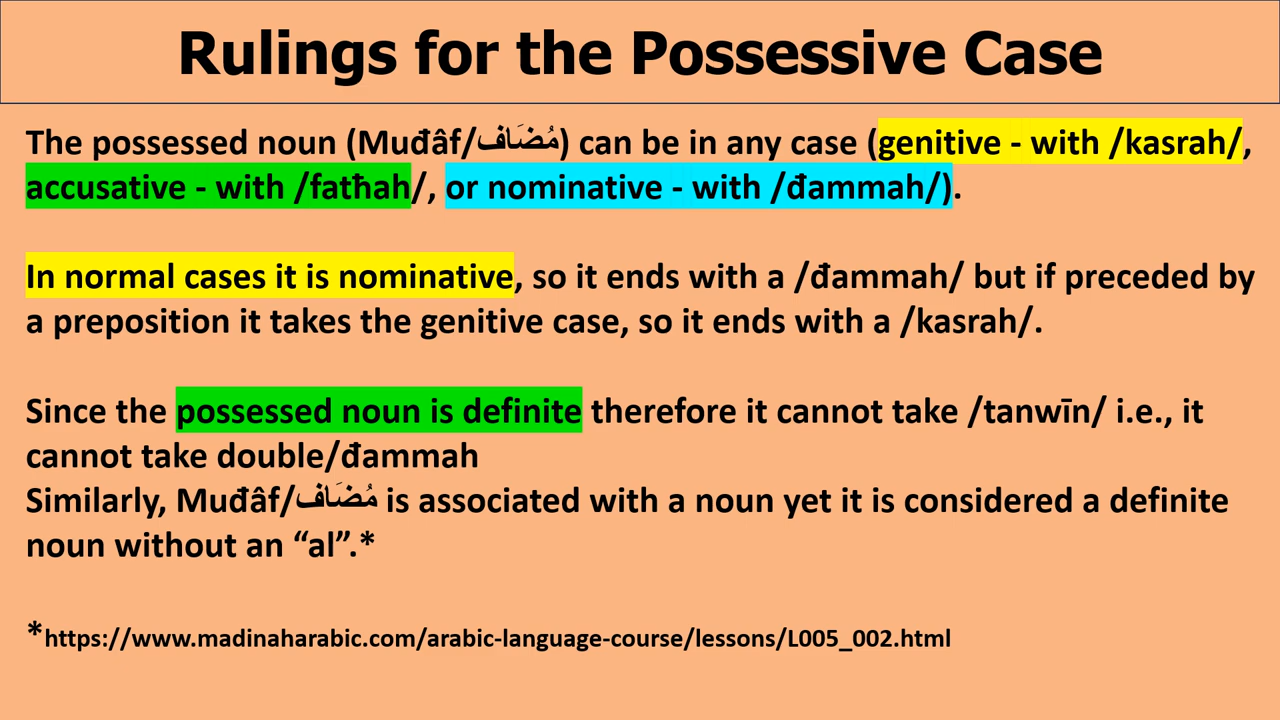 Rulings for the Possessive Case
The possessed noun (Muđâf/مُضَاف) can be in any case (genitive - with /kasrah/,
accusative - with /fatħah/, or nominative - with /đammah/).
In normal cases it is nominative, so it ends with a /đammah/ but if preceded by
a preposition it takes the genitive case, so it ends with a /kasrah/.
Since the possessed noun is definite therefore it cannot take /tanwīn/ i.e., it
cannot take double/đammah
Similarly, Muđâf/مُضَاف is associated with a noun yet it is considered a definite
noun without an “al”.*
*https://www.madinaharabic.com/arabic-language-course/lessons/L005_002.html